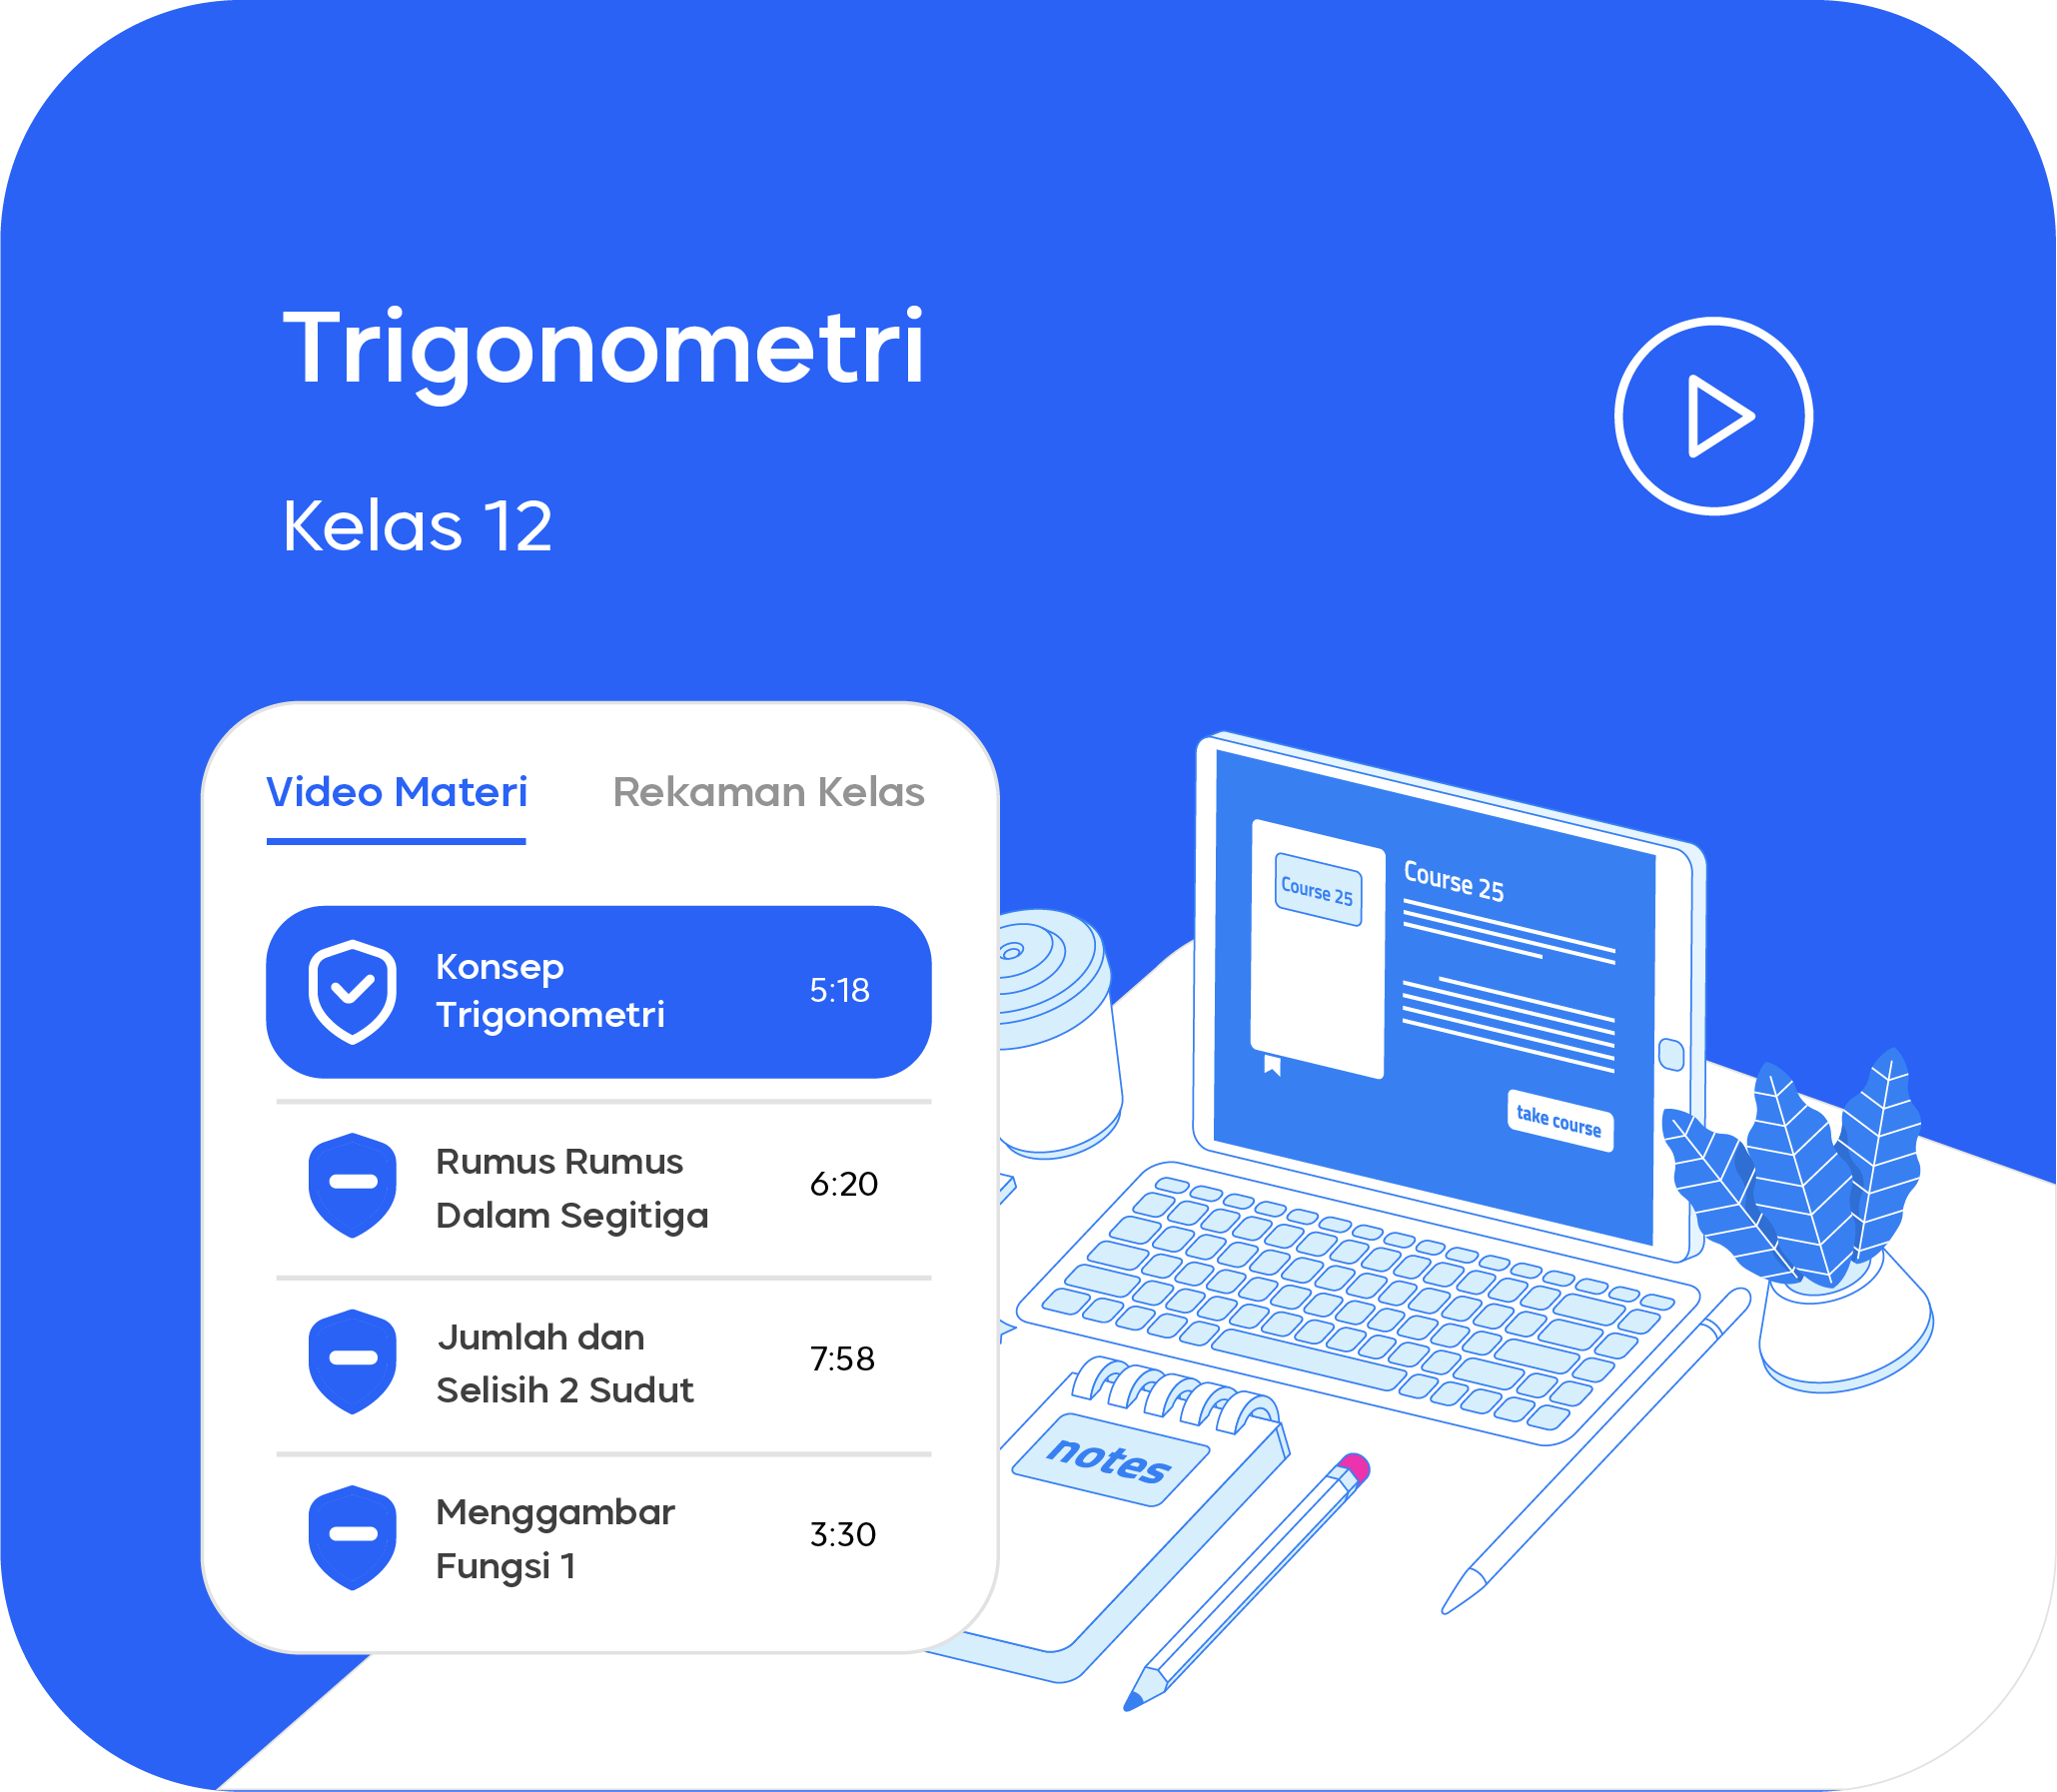 Trigonometri
Kelas 12
Video Materi
Rekaman Kelas
Konsep
Trigonometri
5:18
Rumus Rumus
Dalam Segitiga
6:20
Jumlah dan
Selisih 2 Sudut
7:58
Menggambar
Fungsi 1
3:30
Course 25
Course 25
take course
notes